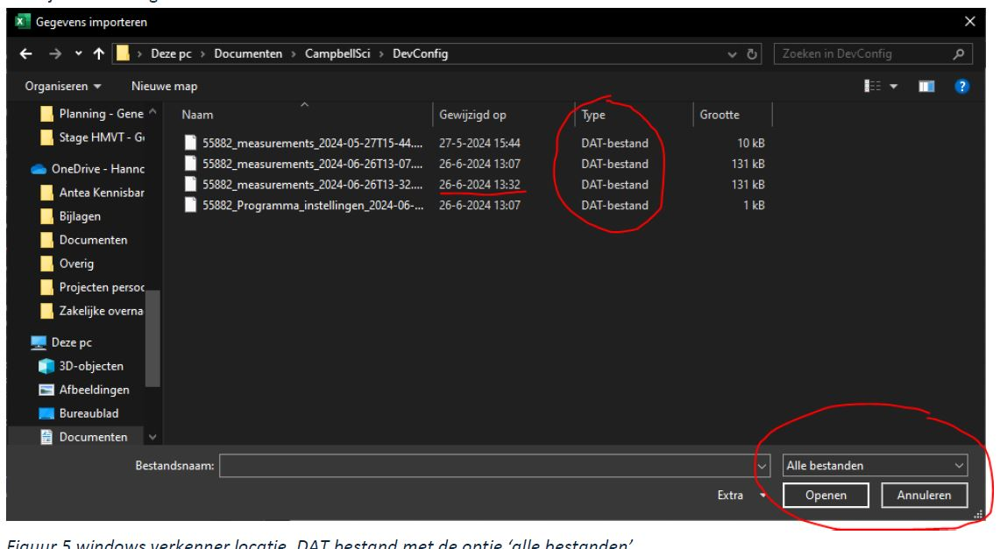 Gegevens importeren
Deze pc > Documenten > CampbellSci > DevConfig
Zoeken in DevConfig
Organiseren
Nieuwe map
Planning - Gene
Stage HMVT - Ge
OneDrive - Hannc
Antea Kennisbar
Bijlagen
Documenten
Overig
Projecten persoc
Zakelijke overna
Deze pc
3D-objecten
Afbeeldingen
Bureaublad
Documenten
Naam Gewijzigd op Type Grootte
55882_measurements_2024-05-27T15-44.... 27-5-2024 15:44 DAT-bestand 10 kB
55882_measurements_2024-06-26T13-07.... 26-6-2024 13:07 DAT-bestand 131 kB
55882_measurements_2024-06-26T13-32.... 26-6-2024 13:32 DAT-bestand 131 kB
55882_Programma_instellingen_2024-06-... 26-6-2024 13:07 DAT-bestand 1 kB
Bestandsnaam:
Alle bestanden
Extra
Openen
Annuleren
Figuur 5 windows verkenner locatie .DAT bestand met de optie ‘alle bestanden’